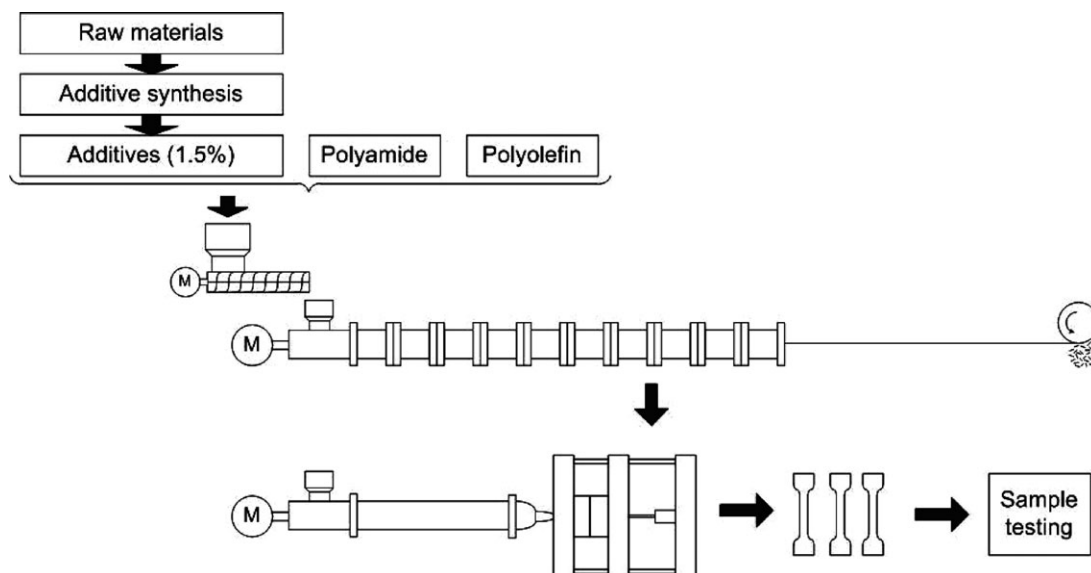 Raw materials
Additive synthesis
Additives (1.5%)
Polyamide
Polyolefin
M
M
M
Sample
testing